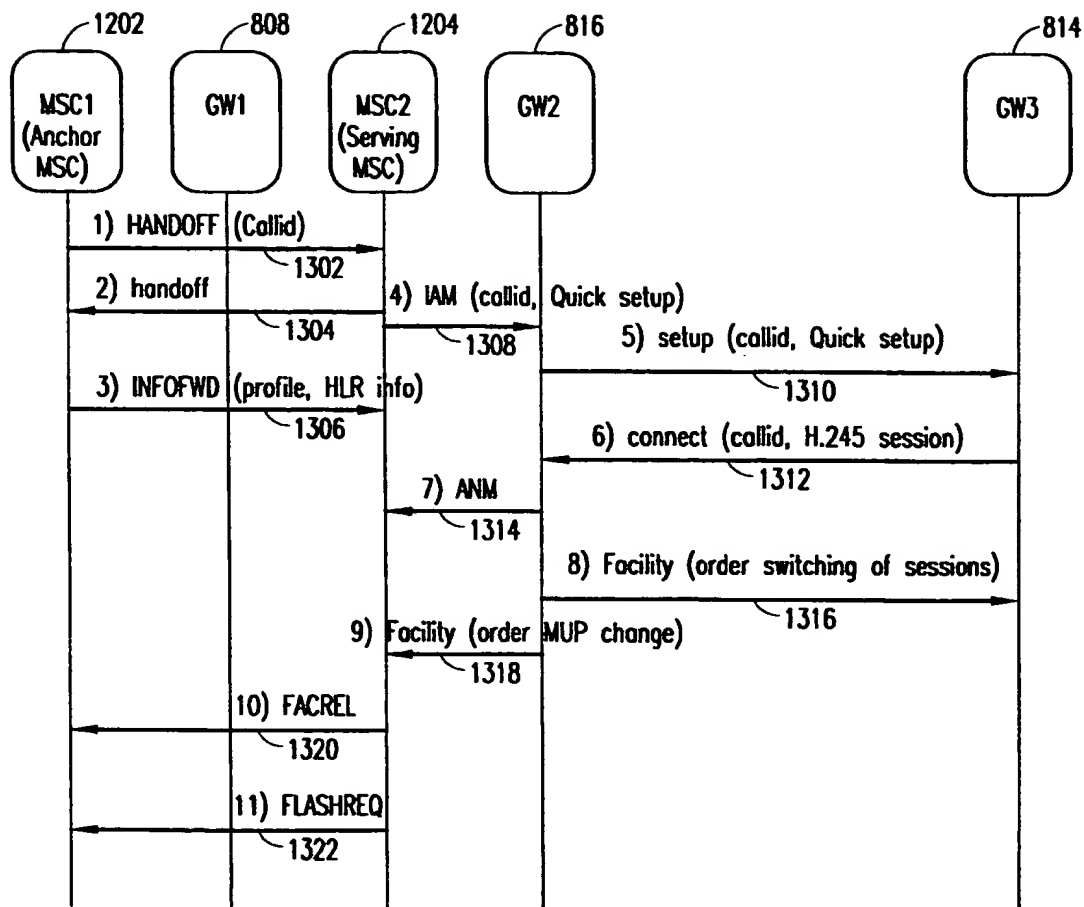 1202
808
1204
816
814
MSC1
(Anchor
MSC)
GW1
MSC2
(Serving
MSC)
GW2
GW3
1) HANDOFF (Callid)
1302
2) handoff
1304
4) IAM (callid, Quick setup)
1308
5) setup (callid, Quick setup)
1310
3) INFOFWD (profile, HLR info)
1306
6) connect (callid, H.245 session)
1312
7) ANM
1314
8) Facility (order switching of sessions)
1316
9) Facility (order MUP change)
1318
10) FACREL
1320
11) FLASHREQ
1322